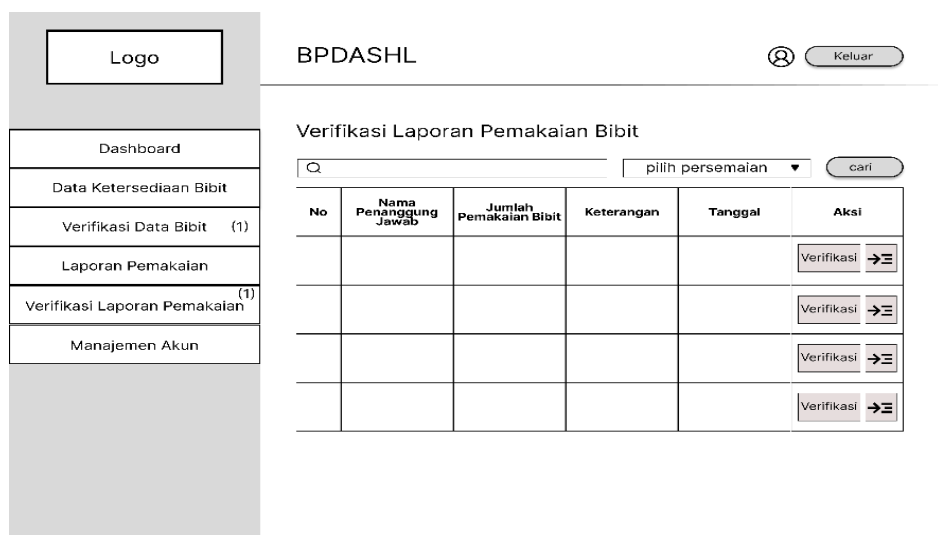 Logo
BPDASHL
Keluar
Dashboard
Data Ketersediaan Bibit
Verifikasi Data Bibit (1)
Laporan Pemakaian
Verifikasi Laporan Pemakaian (1)
Manajemen Akun
Verifikasi Laporan Pemakaian Bibit
pilih persemaian
cari
No
Nama
Penanggung
Jawab
Jumlah
Pemakaian Bibit
Keterangan
Tanggal
Aksi
Verifikasi
Verifikasi
Verifikasi
Verifikasi